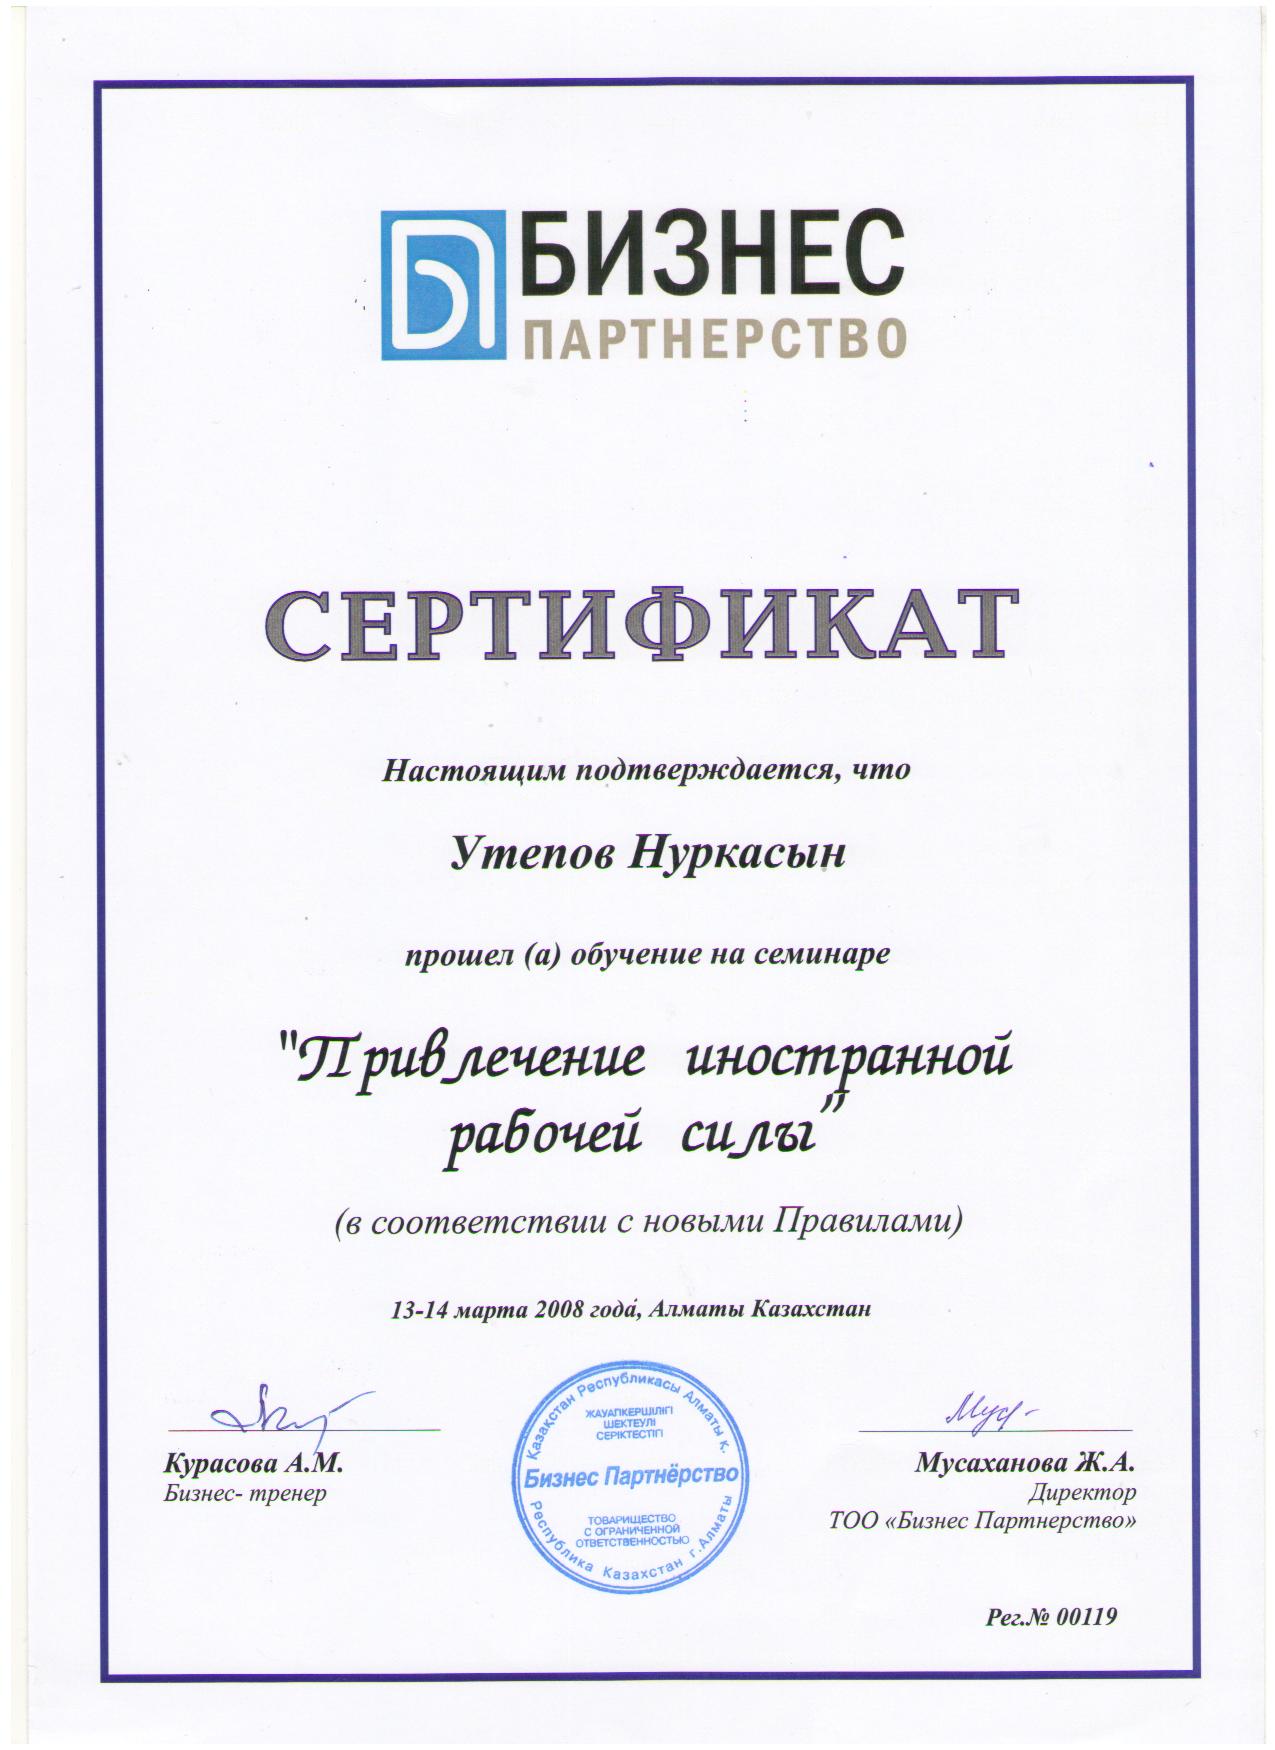 БИЗНЕС
ПАРТНЕРСТВО
СЕРТИФИКАТ
Настоящим подтверждается, что
Утепов Нуркасын
прошел (а) обучение на семинаре
"Привлечение иностранной
рабочей силы"
(в соответствии с новыми Правилами)
13-14 марта 2008 года, Алматы Казахстан
Курасова А.М.
Бизнес- тренер
Қазақстан Республикасы Алматы қ.
ЖАУАПКЕРШІЛІГІ
ШЕКТЕУЛІ
СЕРІКТЕСТІГІ
Бизнес Партнёрство
ТОВАРИЩЕСТВО
С ОГРАНИЧЕННОЙ
ОТВЕТСТВЕННОСТЬЮ
Республика Казахстан г.Алматы
Мусаханова Ж.А.
Директор
ТОО «Бизнес Партнерство»
Рег.№ 00119